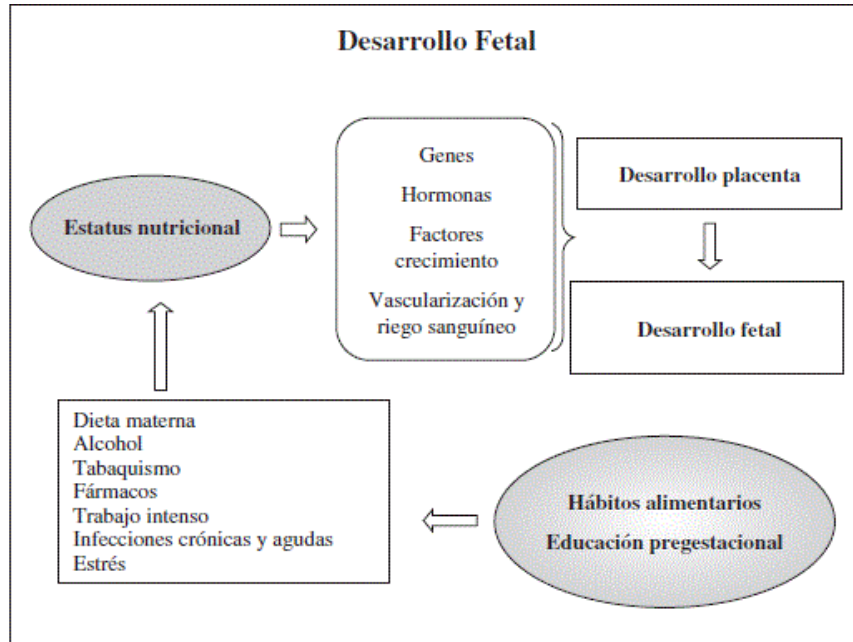 Desarrollo Fetal
Estatus nutricional
Genes
Hormonas
Factores
crecimiento
Vascularización y
riego sanguíneo
Desarrollo placenta
Desarrollo fetal
Dieta materna
Alcohol
Tabaquismo
Fármacos
Trabajo intenso
Infecciones crónicas y agudas
Estrés
Hábitos alimentarios
Educación pregestacional